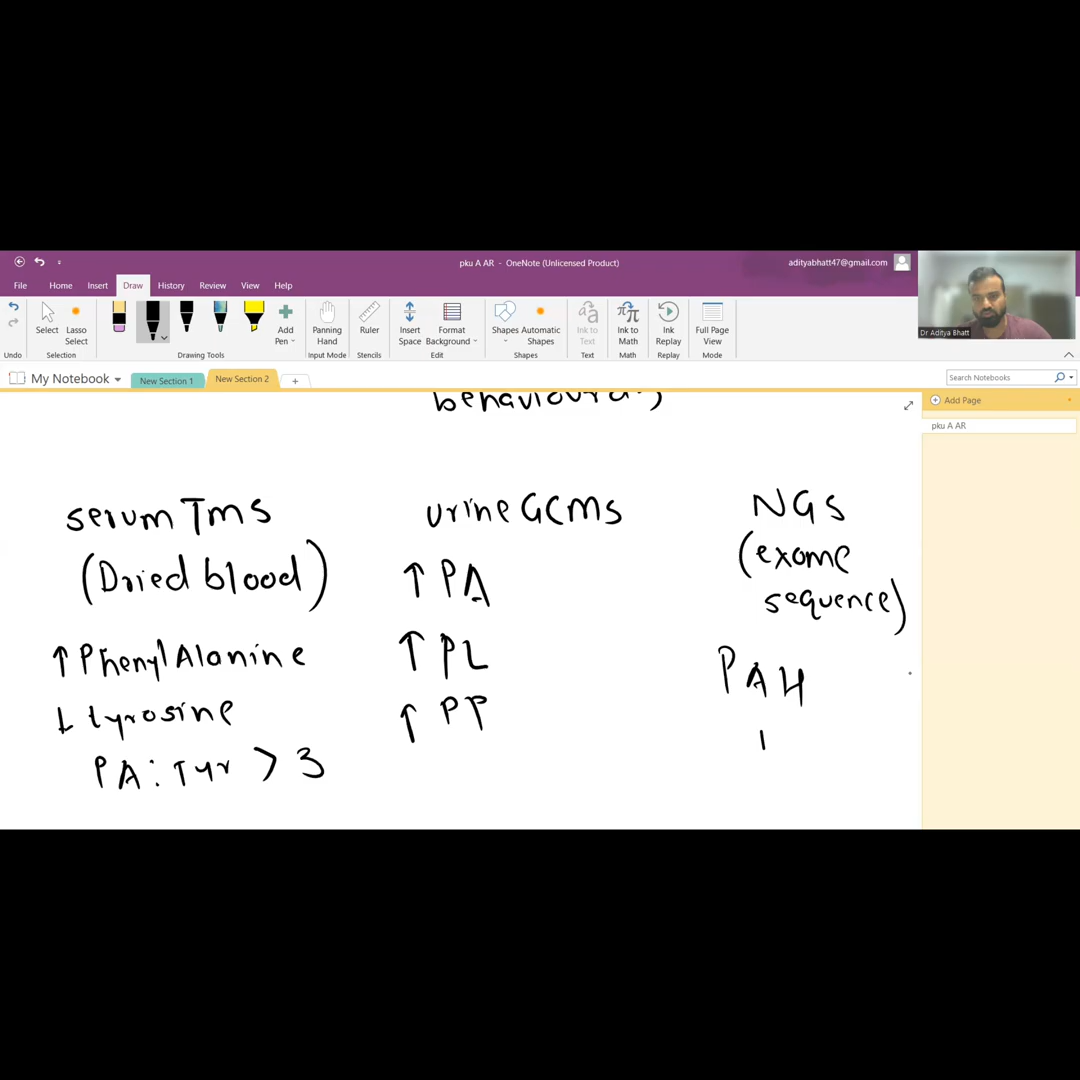 pku A AR - OneNote (Unlicensed Product)
adityabhatt47@gmail.com
File Home Insert Draw History Review View Help
Undo
Select
Lasso Select
Selection
Drawing Tools
Add Pen
Panning Hand
Input Mode
Ruler
Stencils
Insert Space
Format Background
Edit
Shapes
Automatic Shapes
Shapes
Ink to Text
Text
Ink to Math
Math
Ink Replay
Replay
Full Page View
Mode
Dr Aditya Bhatt
My Notebook
New Section 1
New Section 2
+
Search Notebooks
Add Page
pku A AR
serum TMS
(Dried blood)
↑ PhenylAlanine
↓ tyrosine
PA: Tyr > 3
urine GCMS
↑ PA
↑ PL
↑ PP
NGS
(exome
sequence)
PAH